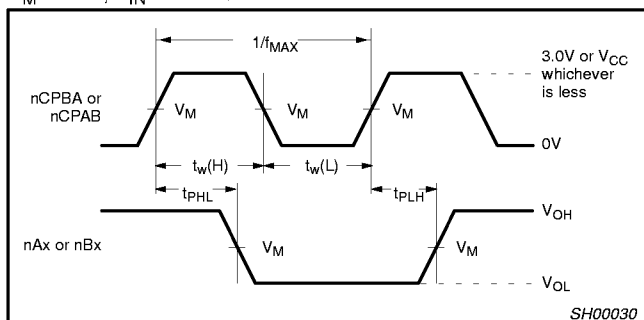 M IN
1/fMAX
3.0V or VCC
whichever
is less
nCPBA or
nCPAB
VM VM VM
0V
tw(H) tw(L)
tPHL tPLH
VOH
nAx or nBx
VM VM
VOL
SH00030